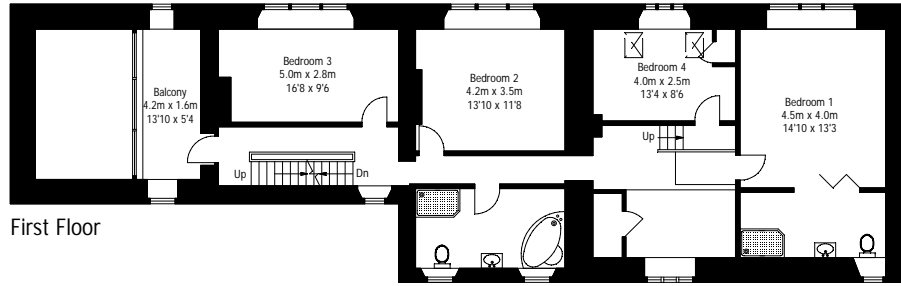 Balcony
4.2m x 1.6m
13'10 x 5'4
Bedroom 3
5.0m x 2.8m
16'8 x 9'6
Bedroom 2
4.2m x 3.5m
13'10 x 11'8
Bedroom 4
4.0m x 2.5m
13'4 x 8'6
Bedroom 1
4.5m x 4.0m
14'10 x 13'3
Up
Up
Dn
First Floor